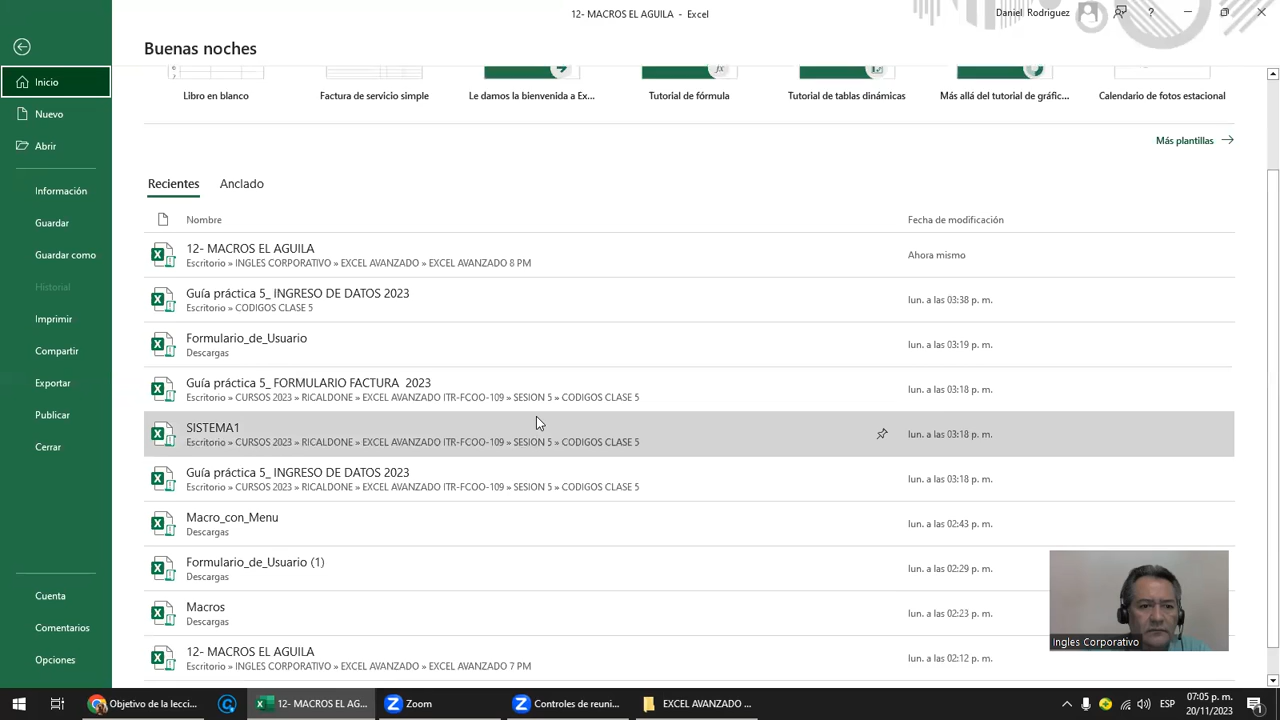 12- MACROS EL AGUILA - Excel
Daniel Rodriguez
?
Buenas noches
Inicio
Nuevo
Abrir
Información
Guardar
Guardar como
Historial
Imprimir
Compartir
Exportar
Publicar
Cerrar
Cuenta
Comentarios
Opciones
Libro en blanco
Factura de servicio simple
Le damos la bienvenida a Ex...
Tutorial de fórmula
Tutorial de tablas dinámicas
Más allá del tutorial de gráfic...
Calendario de fotos estacional
Más plantillas
Recientes Anclado
Nombre Fecha de modificación
12- MACROS EL AGUILA
Escritorio » INGLES CORPORATIVO » EXCEL AVANZADO » EXCEL AVANZADO 8 PM
Ahora mismo
Guía práctica 5_ INGRESO DE DATOS 2023
Escritorio » CODIGOS CLASE 5
lun. a las 03:38 p. m.
Formulario_de_Usuario
Descargas
lun. a las 03:19 p. m.
Guía práctica 5_ FORMULARIO FACTURA 2023
Escritorio » CURSOS 2023 » RICALDONE » EXCEL AVANZADO ITR-FCOO-109 » SESION 5 » CODIGOS CLASE 5
lun. a las 03:18 p. m.
SISTEMA1
Escritorio » CURSOS 2023 » RICALDONE » EXCEL AVANZADO ITR-FCOO-109 » SESION 5 » CODIGOS CLASE 5
lun. a las 03:18 p. m.
Guía práctica 5_ INGRESO DE DATOS 2023
Escritorio » CURSOS 2023 » RICALDONE » EXCEL AVANZADO ITR-FCOO-109 » SESION 5 » CODIGOS CLASE 5
lun. a las 03:18 p. m.
Macro_con_Menu
Descargas
lun. a las 02:43 p. m.
Formulario_de_Usuario (1)
Descargas
lun. a las 02:29 p. m.
Macros
Descargas
lun. a las 02:23 p. m.
12- MACROS EL AGUILA
Escritorio » INGLES CORPORATIVO » EXCEL AVANZADO » EXCEL AVANZADO 7 PM
lun. a las 02:12 p. m.
Ingles Corporativo
Objetivo de la lecci...
12- MACROS EL AG...
Zoom
Controles de reuni...
EXCEL AVANZADO ...
ESP
07:05 p. m.
20/11/2023